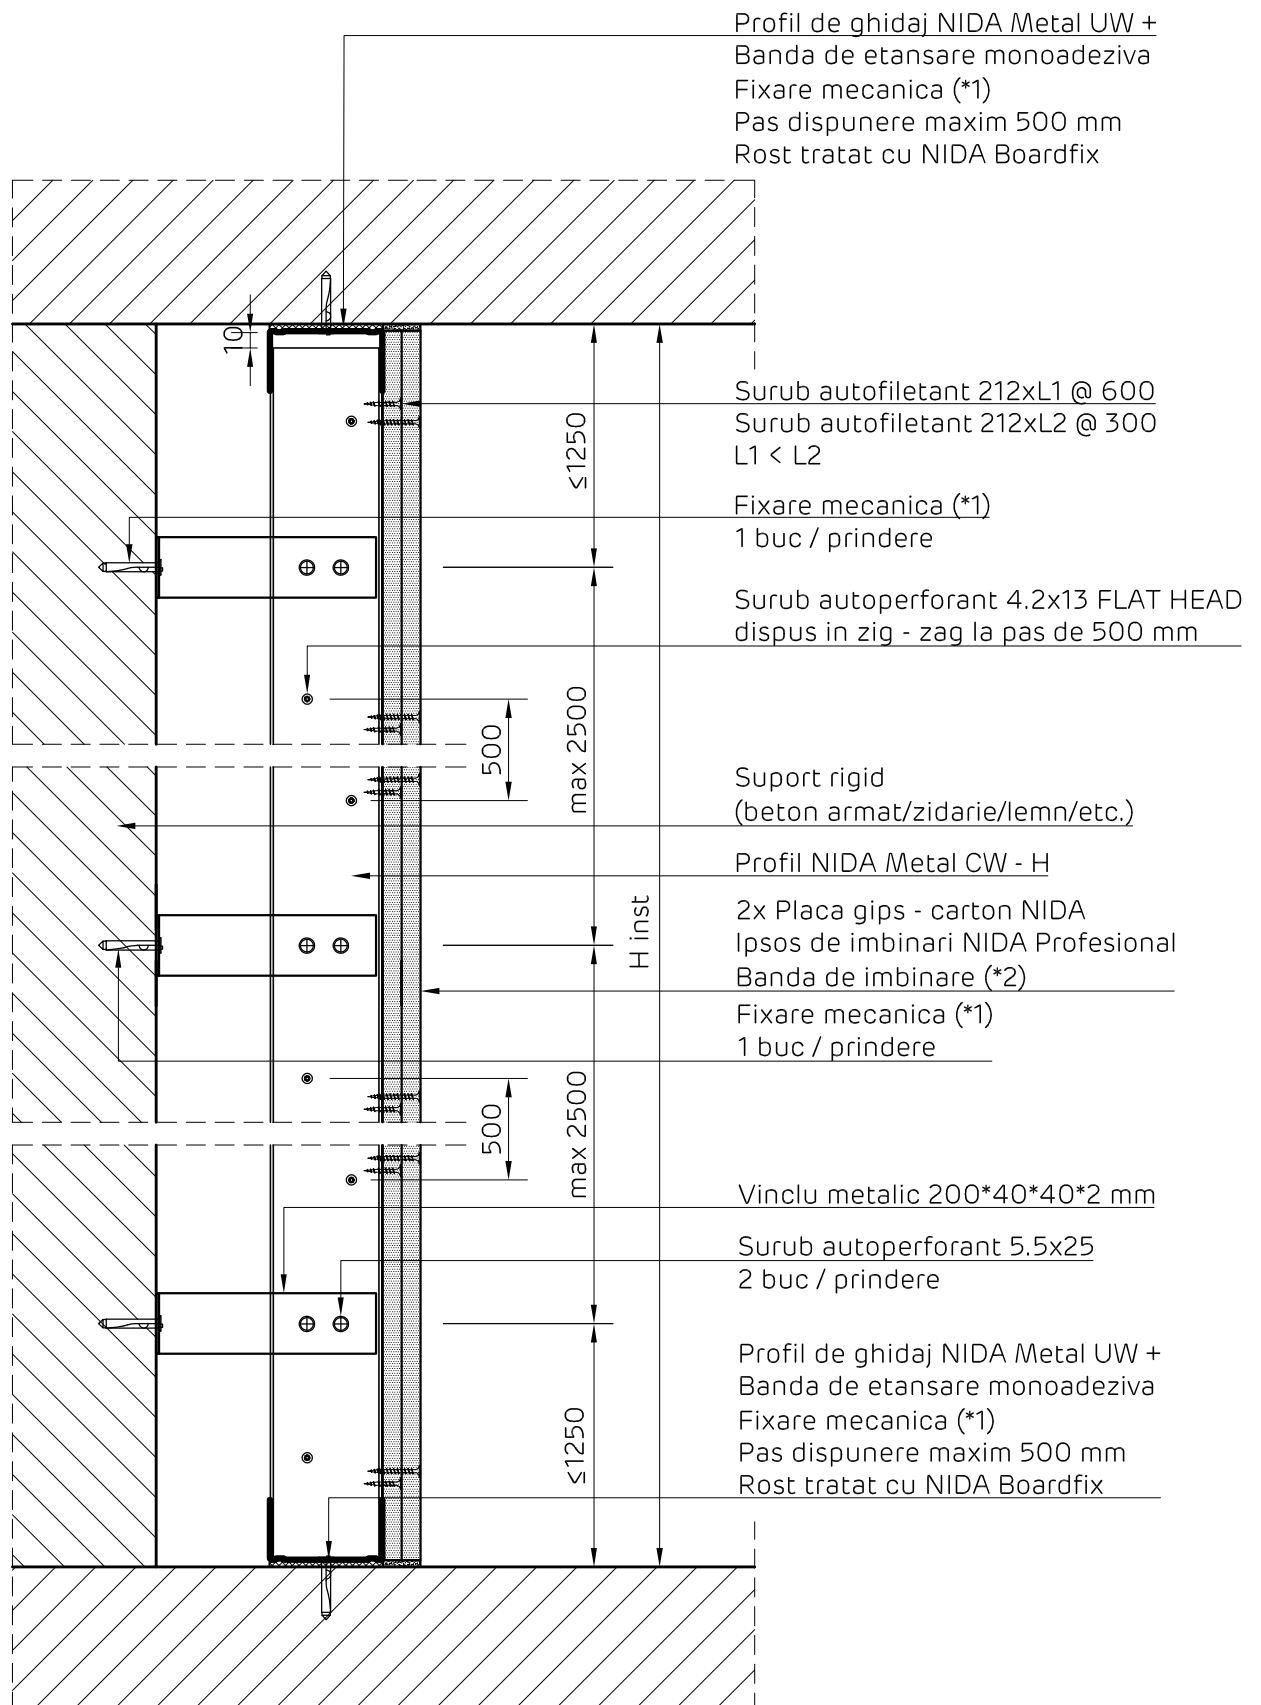 Profil de ghidaj NIDA Metal UW +
Banda de etansare monoadeziva
Fixare mecanica (*1)
Pas dispunere maxim 500 mm
Rost tratat cu NIDA Boardfix
10
≤1250
Surub autofiletant 212xL1 @ 600
Surub autofiletant 212xL2 @ 300
L1 < L2
Fixare mecanica (*1)
1 buc / prindere
Surub autoperforant 4.2x13 FLAT HEAD
dispus in zig - zag la pas de 500 mm
500
max 2500
Suport rigid
(beton armat/zidarie/lemn/etc.)
Profil NIDA Metal CW - H
H inst
2x Placa gips - carton NIDA
Ipsos de imbinari NIDA Profesional
Banda de imbinare (*2)
Fixare mecanica (*1)
1 buc / prindere
500
max 2500
Vinclu metalic 200*40*40*2 mm
Surub autoperforant 5.5x25
2 buc / prindere
≤1250
Profil de ghidaj NIDA Metal UW +
Banda de etansare monoadeziva
Fixare mecanica (*1)
Pas dispunere maxim 500 mm
Rost tratat cu NIDA Boardfix